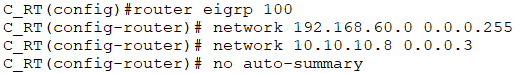 C_RT(config)#router eigrp 100
C_RT(config-router)# network 192.168.60.0 0.0.0.255
C_RT(config-router)# network 10.10.10.8 0.0.0.3
C_RT(config-router)# no auto-summary